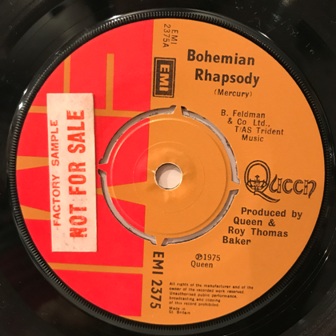 EMI
2375A
EMI
Bohemian
Rhapsody
(Mercury)
B. Feldman
& Co Ltd.,
T/AS Trident
Music
FACTORY SAMPLE
NOT FOR SALE
Queen
Produced by
Queen &
Roy Thomas
Baker
EMI 2375
℗1975
Queen
All rights of the manufacturer and of the
owner of the recorded work reserved
Unauthorised public performance
broadcasting and copying
of this record prohibited.
Made in
Gt. Britain